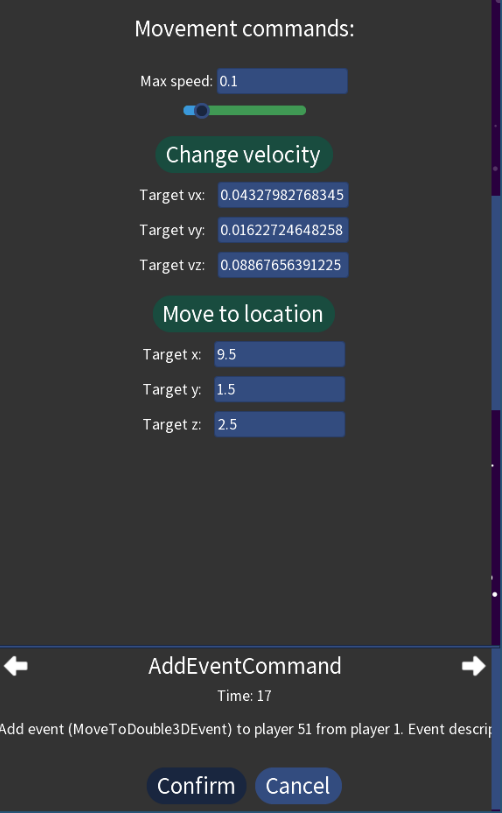 Movement commands:
Max speed: 0.1
Change velocity
Target vx: 0.04327982768345
Target vy: 0.01622724648258
Target vz: 0.08867656391225
Move to location
Target x: 9.5
Target y: 1.5
Target z: 2.5
AddEventCommand
Time: 17
Add event (MoveToDouble3DEvent) to player 51 from player 1. Event descrip
Confirm Cancel